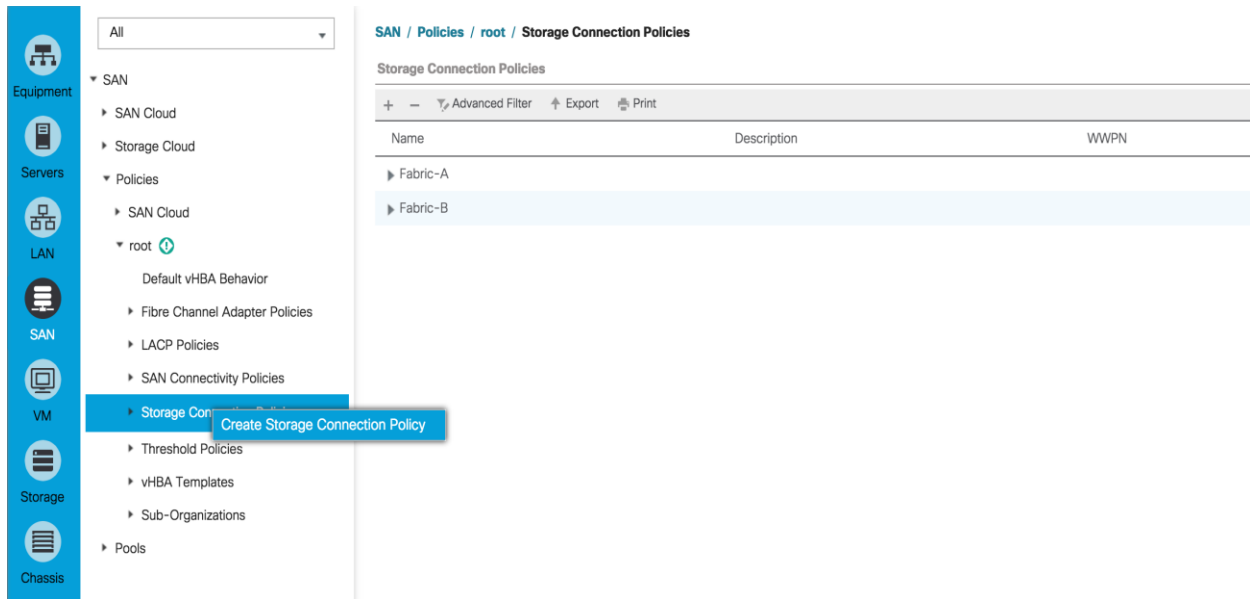 Equipment
Servers
LAN
SAN
VM
Storage
Chassis
All
SAN
SAN Cloud
Storage Cloud
Policies
SAN Cloud
root
Default vHBA Behavior
Fibre Channel Adapter Policies
LACP Policies
SAN Connectivity Policies
Storage
Create Storage Connection Policy
Threshold Policies
vHBA Templates
Sub-Organizations
Pools
SAN / Policies / root / Storage Connection Policies
Storage Connection Policies
+ − Advanced Filter Export Print
Name Description WWPN
Fabric-A
Fabric-B